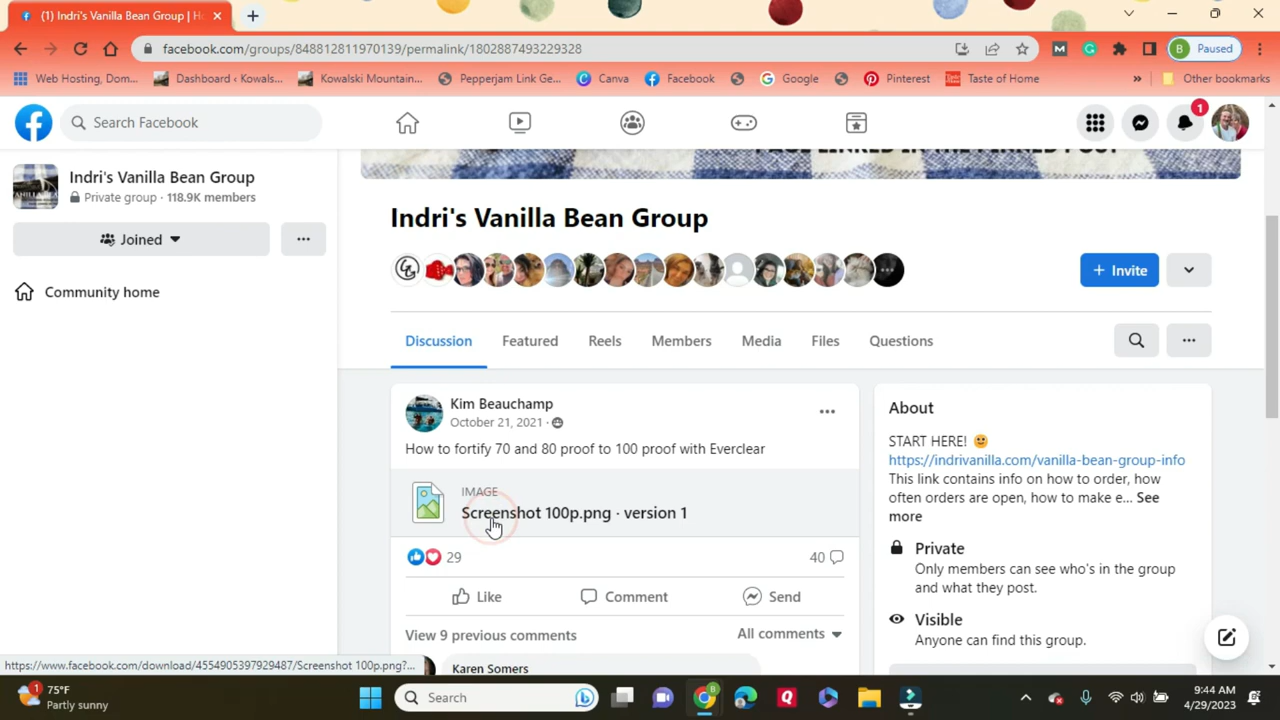 (1) Indri's Vanilla Bean Group | Ho
facebook.com/groups/848812811970139/permalink/1802887493229328
Paused
Web Hosting, Dom...
Dashboard ‹ Kowals...
Kowalski Mountain...
Pepperjam Link Ge...
Canva
Facebook
Google
Pinterest
Taste of Home
»
Other bookmarks
Search Facebook
1
Indri's Vanilla Bean Group
Private group · 118.9K members
Joined
Community home
Indri's Vanilla Bean Group
+ Invite
Discussion
Featured
Reels
Members
Media
Files
Questions
Kim Beauchamp
October 21, 2021 ·
How to fortify 70 and 80 proof to 100 proof with Everclear
IMAGE
Screenshot 100p.png · version 1
29
40
Like
Comment
Send
View 9 previous comments
All comments
Karen Somers
About
START HERE! 🙂
https://indrivanilla.com/vanilla-bean-group-info
This link contains info on how to order, how
often orders are open, how to make e... See
more
Private
Only members can see who's in the group
and what they post.
Visible
Anyone can find this group.
https://www.facebook.com/download/4554905397929487/Screenshot 100p.png?...
1
75°F
Partly sunny
Search
9:44 AM
4/29/2023